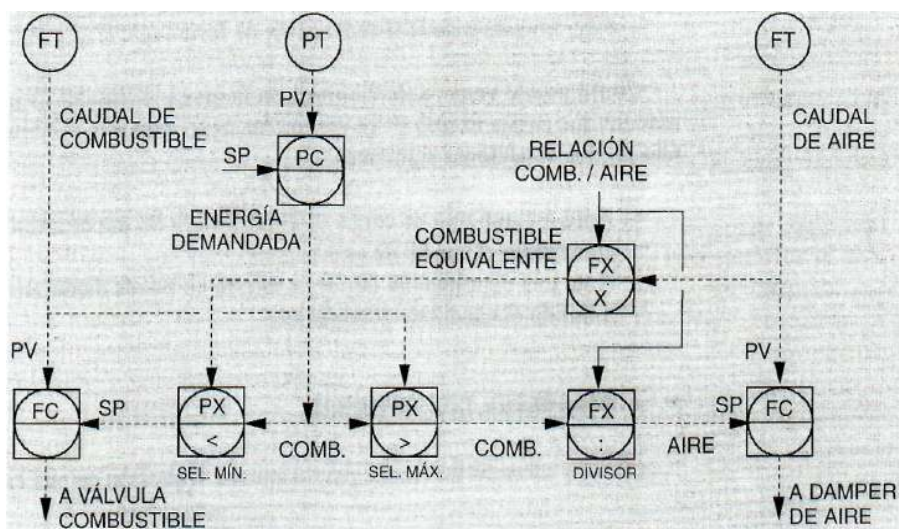 FT
PT
FT
PV
CAUDAL DE
COMBUSTIBLE
CAUDAL
DE AIRE
SP
PC
RELACIÓN
COMB. / AIRE
ENERGÍA
DEMANDADA
COMBUSTIBLE
EQUIVALENTE
FX
X
PV
PV
FC
SP
PX
<
SEL. MÍN.
COMB.
PX
>
SEL. MÁX.
COMB.
FX
:
DIVISOR
AIRE
SP
FC
A VÁLVULA
COMBUSTIBLE
A DAMPER
DE AIRE